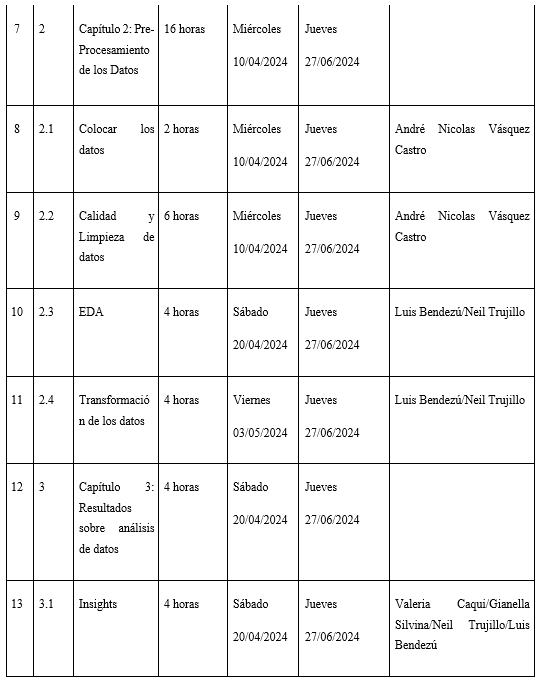 7 2 Capítulo 2: Pre- 16 horas Miércoles Jueves
Procesamiento
de los Datos 10/04/2024 27/06/2024
8 2.1 Colocar los 2 horas Miércoles Jueves André Nicolas Vásquez
datos Castro
10/04/2024 27/06/2024
9 2.2 Calidad y 6 horas Miércoles Jueves André Nicolas Vásquez
Limpieza de Castro
datos 10/04/2024 27/06/2024
10 2.3 EDA 4 horas Sábado Jueves Luis Bendezú/Neil Trujillo
20/04/2024 27/06/2024
11 2.4 Transformació 4 horas Viernes Jueves Luis Bendezú/Neil Trujillo
n de los datos
03/05/2024 27/06/2024
12 3 Capítulo 3: 4 horas Sábado Jueves
Resultados
sobre análisis 20/04/2024 27/06/2024
de datos
13 3.1 Insights 4 horas Sábado Jueves Valeria Caqui/Gianella
Silvina/Neil Trujillo/Luis
20/04/2024 27/06/2024 Bendezú